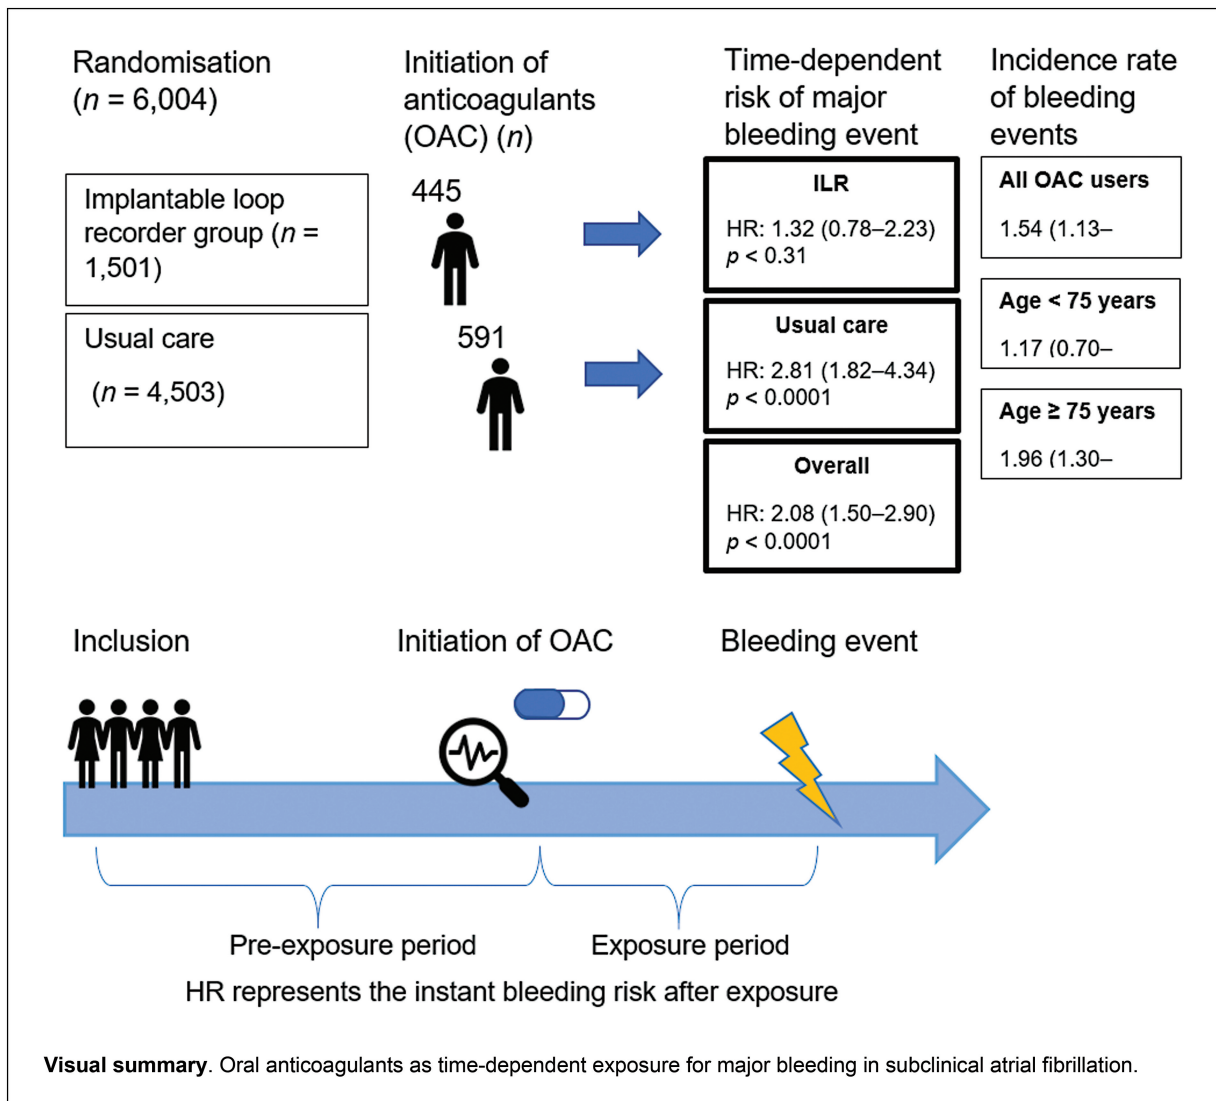 Randomisation
(n = 6,004)
Initiation of
anticoagulants
(OAC) (n)
Time-dependent
risk of major
bleeding event
Incidence rate
of bleeding
events
Implantable loop
recorder group (n =
1,501)
445
ILR
HR: 1.32 (0.78–2.23)
p < 0.31
All OAC users
1.54 (1.13–
Usual care
(n = 4,503)
591
Usual care
HR: 2.81 (1.82–4.34)
p < 0.0001
Age < 75 years
1.17 (0.70–
Overall
HR: 2.08 (1.50–2.90)
p < 0.0001
Age ≥ 75 years
1.96 (1.30–
Inclusion
Initiation of OAC
Bleeding event
Pre-exposure period
Exposure period
HR represents the instant bleeding risk after exposure
Visual summary. Oral anticoagulants as time-dependent exposure for major bleeding in subclinical atrial fibrillation.